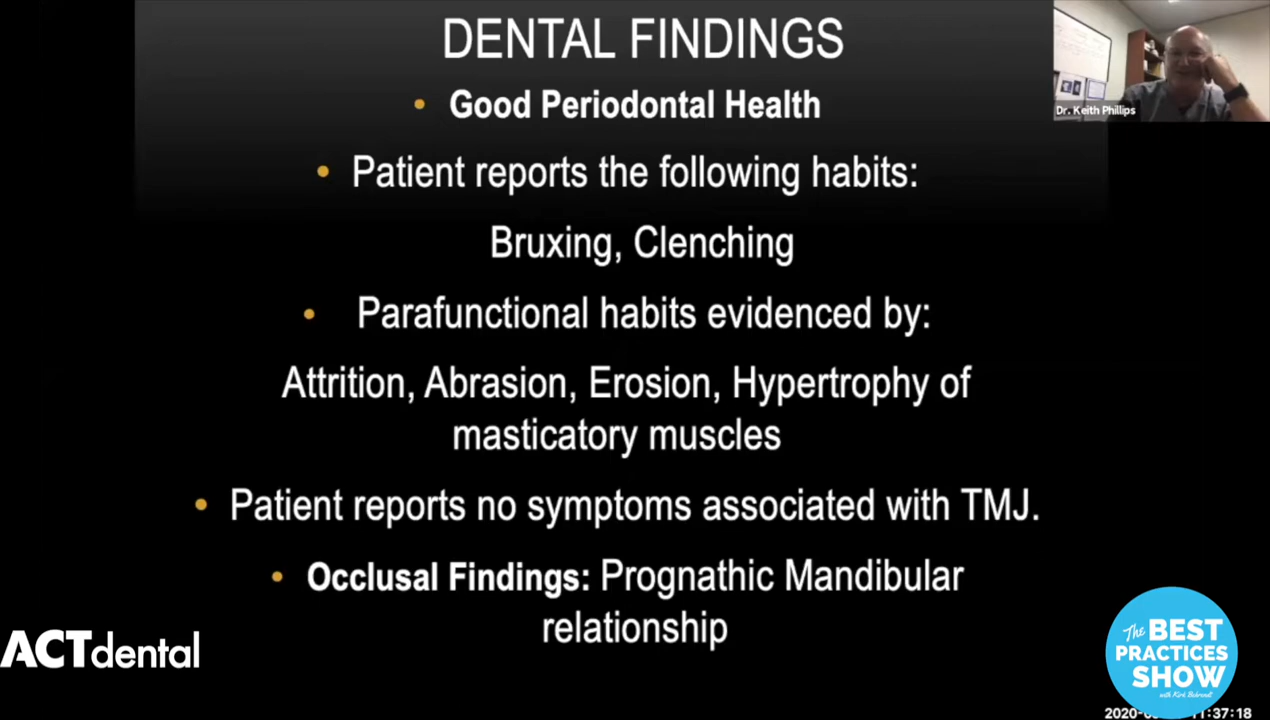 DENTAL FINDINGS
• Good Periodontal Health
• Patient reports the following habits:
Bruxing, Clenching
• Parafunctional habits evidenced by:
Attrition, Abrasion, Erosion, Hypertrophy of
masticatory muscles
• Patient reports no symptoms associated with TMJ.
• Occlusal Findings: Prognathic Mandibular
relationship
Dr. Keith Phillips
ACTdental
The
BEST
PRACTICES
SHOW
with Kirk Behrendt
11:37:18